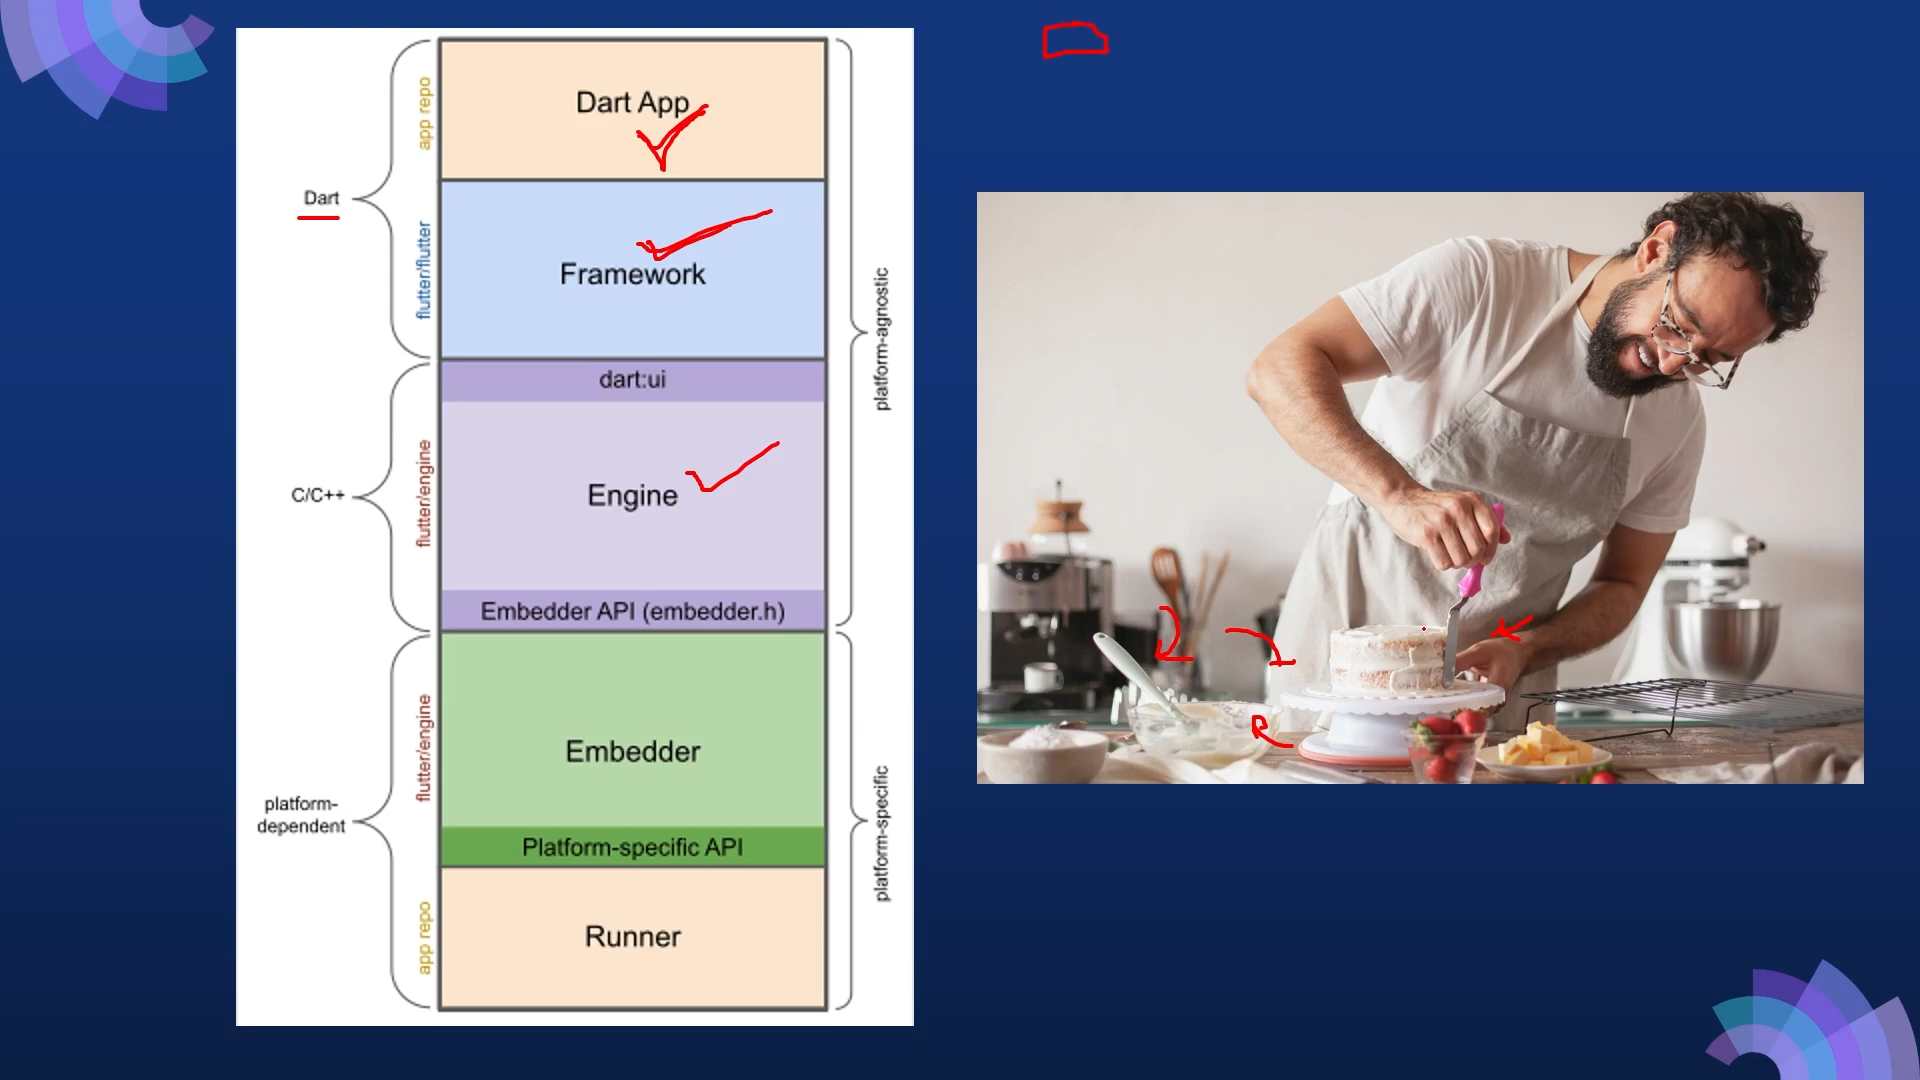 Dart App
Framework
dart:ui
Engine
Embedder API (embedder.h)
Embedder
Platform-specific API
Runner
app repo
flutter/flutter
flutter/engine
flutter/engine
app repo
Dart
C/C++
platform-
dependent
platform-agnostic
platform-specific